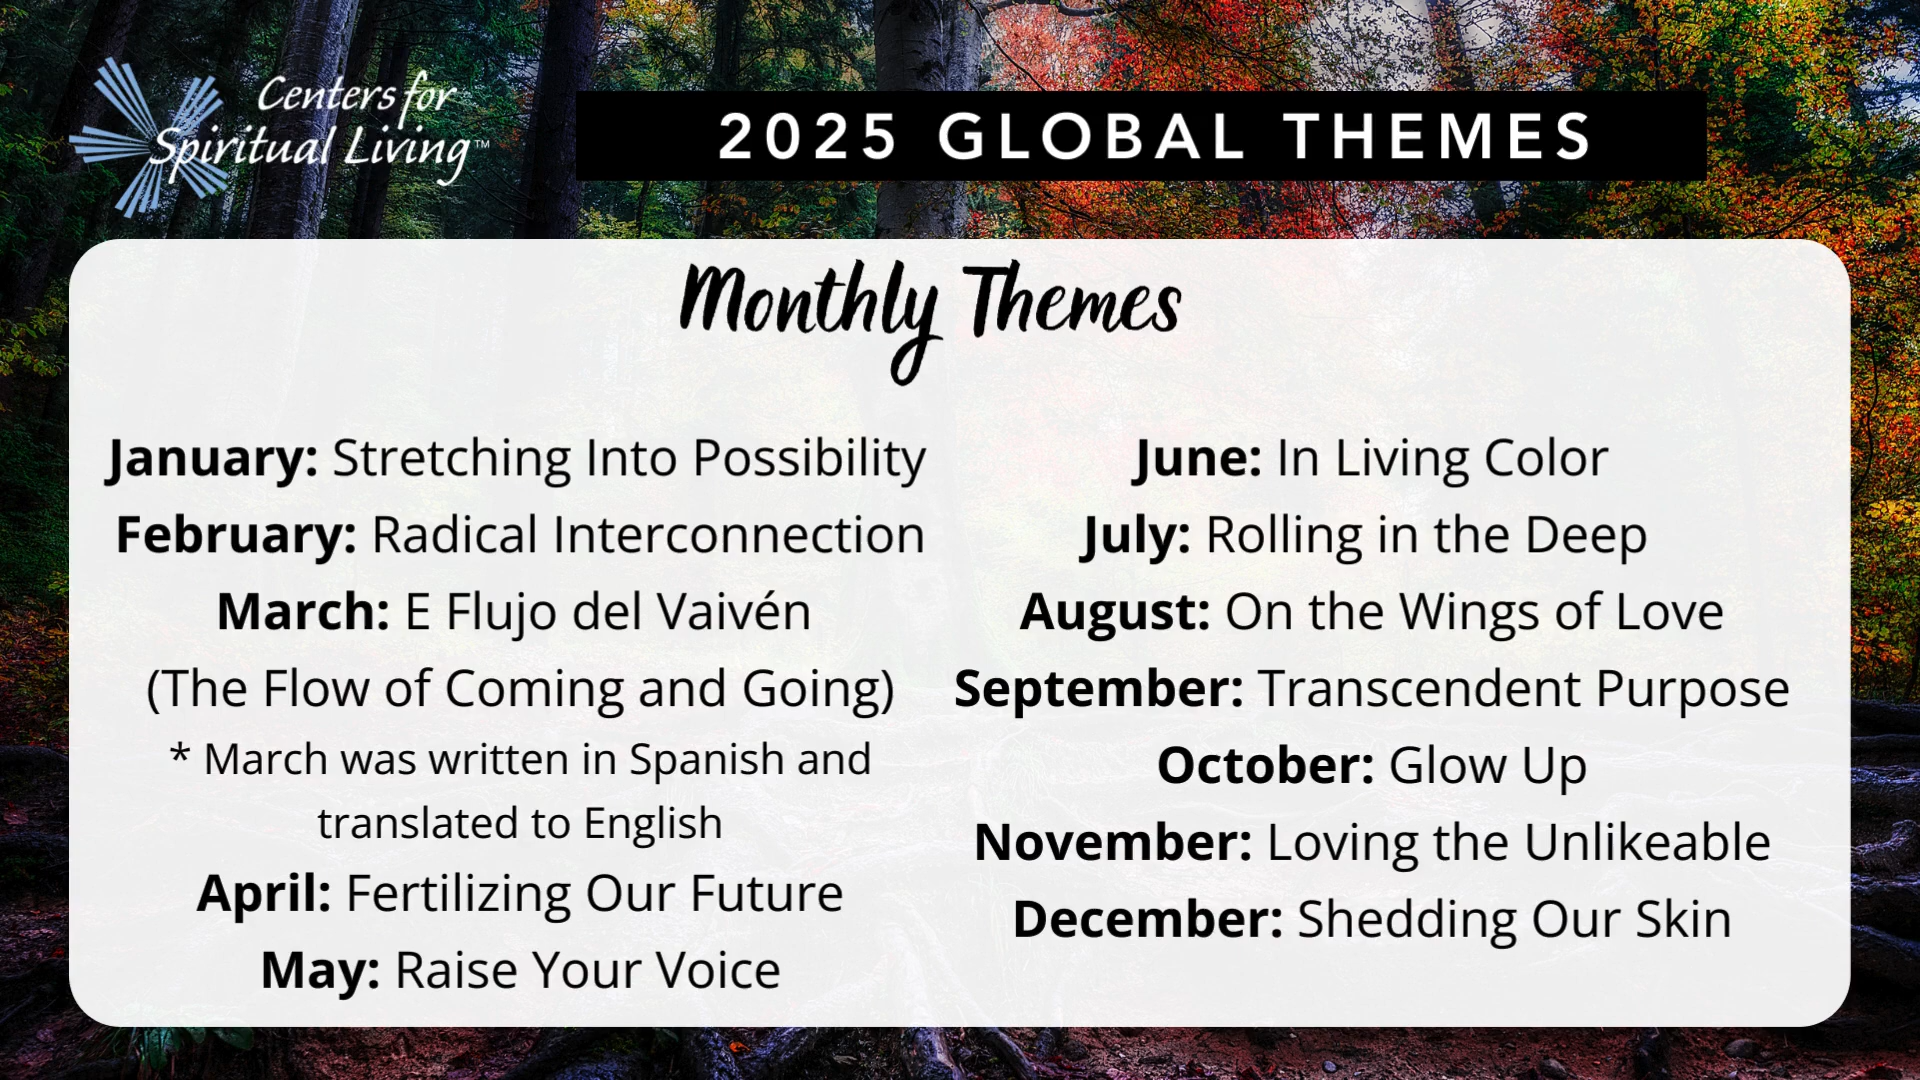 Centers for
Spiritual Living™
2025 GLOBAL THEMES
Monthly Themes
January: Stretching Into Possibility
February: Radical Interconnection
March: E Flujo del Vaivén
(The Flow of Coming and Going)
* March was written in Spanish and
translated to English
April: Fertilizing Our Future
May: Raise Your Voice
June: In Living Color
July: Rolling in the Deep
August: On the Wings of Love
September: Transcendent Purpose
October: Glow Up
November: Loving the Unlikeable
December: Shedding Our Skin